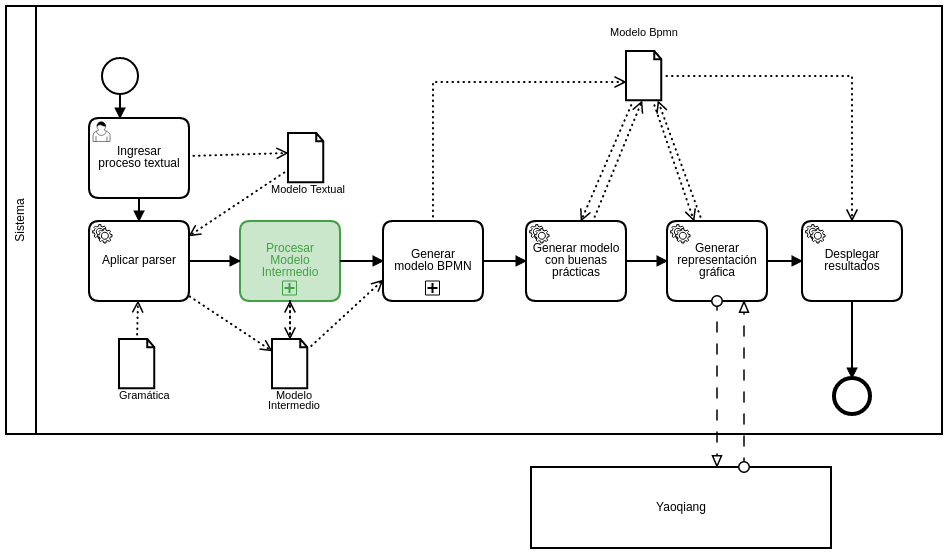 Modelo Bpmn
Sistema
Ingresar
proceso textual
Modelo Textual
Aplicar parser
Procesar
Modelo
Intermedio
Generar
modelo BPMN
Generar modelo
con buenas
prácticas
Generar
representación
gráfica
Desplegar
resultados
Gramática
Modelo
Intermedio
Yaoqiang